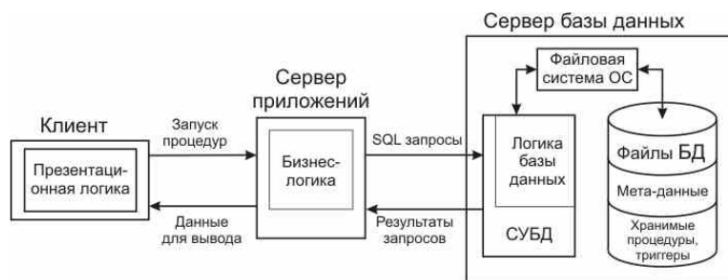 Сервер базы данных
Файловая
система ОС
Сервер
приложений
Клиент
Запуск
процедур
SQL запросы
Презентаци-
онная логика
Бизнес-
логика
Логика
базы
данных
Файлы БД
Мета-данные
Данные
для вывода
Результаты
запросов
СУБД
Хранимые
процедуры,
триггеры